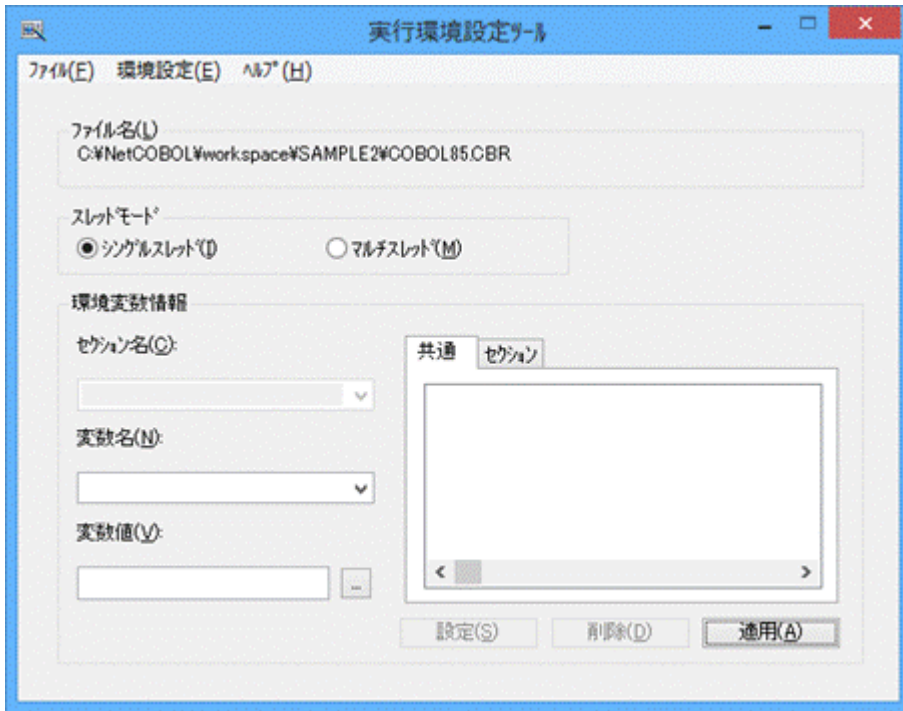 実行環境設定ﾂｰﾙ
ﾌｧｲﾙ(F) 環境設定(E) ﾍﾙﾌﾟ(H)
ファイル名(L)
C:¥NetCOBOL¥workspace¥SAMPLE2¥COBOL85.CBR
ｽﾚｯﾄﾞﾓｰﾄﾞ
ｼﾝｸﾞﾙｽﾚｯﾄﾞ(I) ﾏﾙﾁｽﾚｯﾄﾞ(M)
環境変数情報
ｾｸｼｮﾝ名(C):
共通 ｾｸｼｮﾝ
変数名(N):
変数値(V):
...
設定(S) 削除(D) 適用(A)